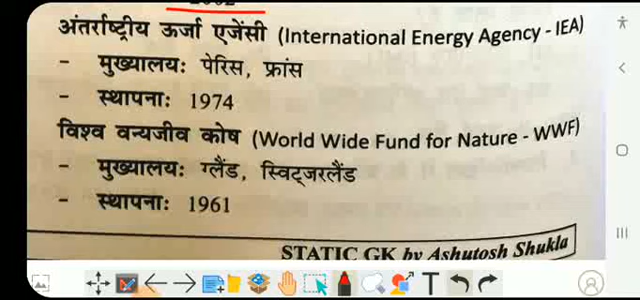 अंतर्राष्ट्रीय ऊर्जा एजेंसी (International Energy Agency - IEA)
- मुख्यालय: पेरिस, फ्रांस
- स्थापना: 1974
विश्व वन्यजीव कोष (World Wide Fund for Nature - WWF)
- मुख्यालय: ग्लैंड, स्विट्जरलैंड
- स्थापना: 1961
STATIC GK by Ashutosh Shukla
T